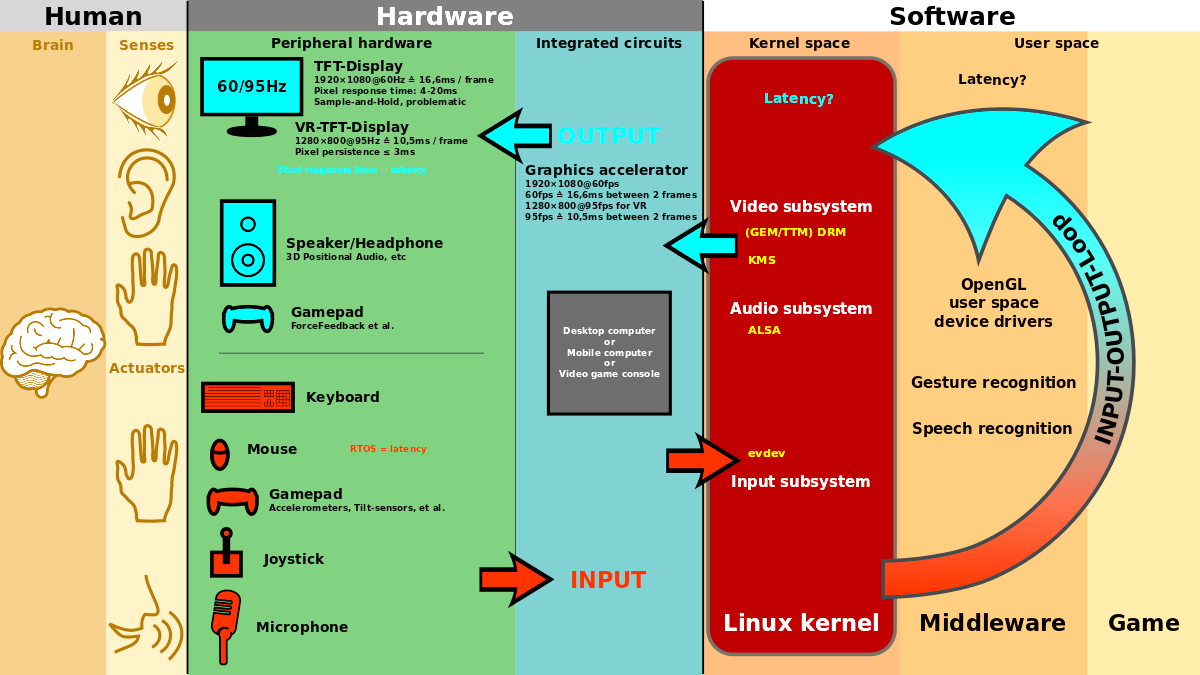 Human
Hardware
Software
Brain
Senses
Peripheral hardware
Integrated circuits
Kernel space
User space
60/95Hz
TFT-Display
1920×1080@60Hz ≙ 16,6ms / frame
Pixel response time: 4-20ms
Sample-and-Hold, problematic
VR-TFT-Display
1280×800@95Hz ≙ 10,5ms / frame
Pixel persistence ≤ 3ms
Pixel response time = latency
OUTPUT
Graphics accelerator
1920×1080@60fps
60fps ≙ 16,6ms between 2 frames
1280×800@95fps for VR
95fps ≙ 10,5ms between 2 frames
Speaker/Headphone
3D Positional Audio, etc
Gamepad
ForceFeedback et al.
Actuators
Desktop computer
or
Mobile computer
or
Video game console
Keyboard
Mouse
RTOS = latency
Gamepad
Accelerometers, Tilt-sensors, et al.
Joystick
INPUT
Microphone
Latency?
Video subsystem
(GEM/TTM) DRM
KMS
Audio subsystem
ALSA
evdev
Input subsystem
Linux kernel
Latency?
OpenGL
user space
device drivers
Gesture recognition
Speech recognition
INPUT-OUTPUT-Loop
Middleware
Game